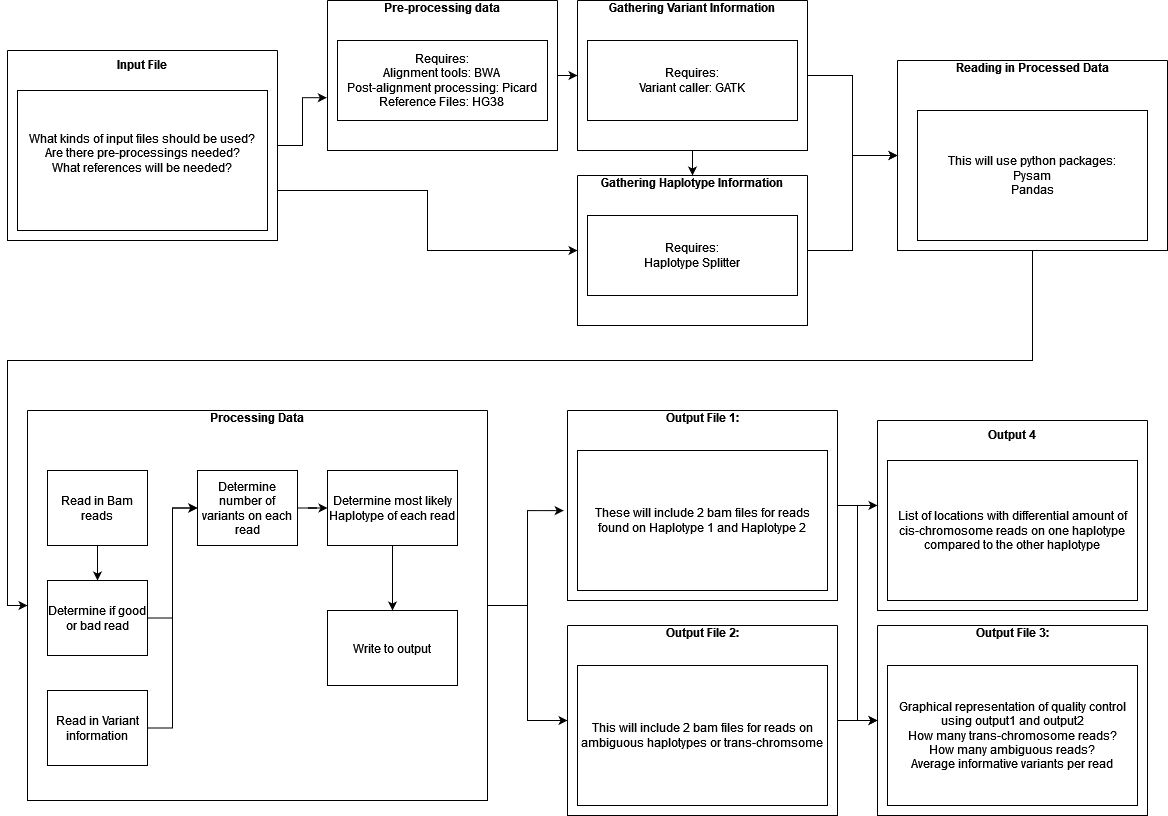 Input File
What kinds of input files should be used?
Are there pre-processings needed?
What references will be needed?
Pre-processing data
Requires:
Alignment tools: BWA
Post-alignment processing: Picard
Reference Files: HG38
Gathering Variant Information
Requires:
Variant caller: GATK
Gathering Haplotype Information
Requires:
Haplotype Splitter
Reading in Processed Data
This will use python packages:
Pysam
Pandas
Processing Data
Read in Bam
reads
Determine if good
or bad read
Read in Variant
information
Determine
number of
variants on each
read
Determine most likely
Haplotype of each read
Write to output
Output File 1:
These will include 2 bam files for reads
found on Haplotype 1 and Haplotype 2
Output File 2:
This will include 2 bam files for reads on
ambiguous haplotypes or trans-chromsome
Output 4
List of locations with differential amount of
cis-chromosome reads on one haplotype
compared to the other haplotype
Output File 3:
Graphical representation of quality control
using output1 and output2
How many trans-chromosome reads?
How many ambiguous reads?
Average informative variants per read